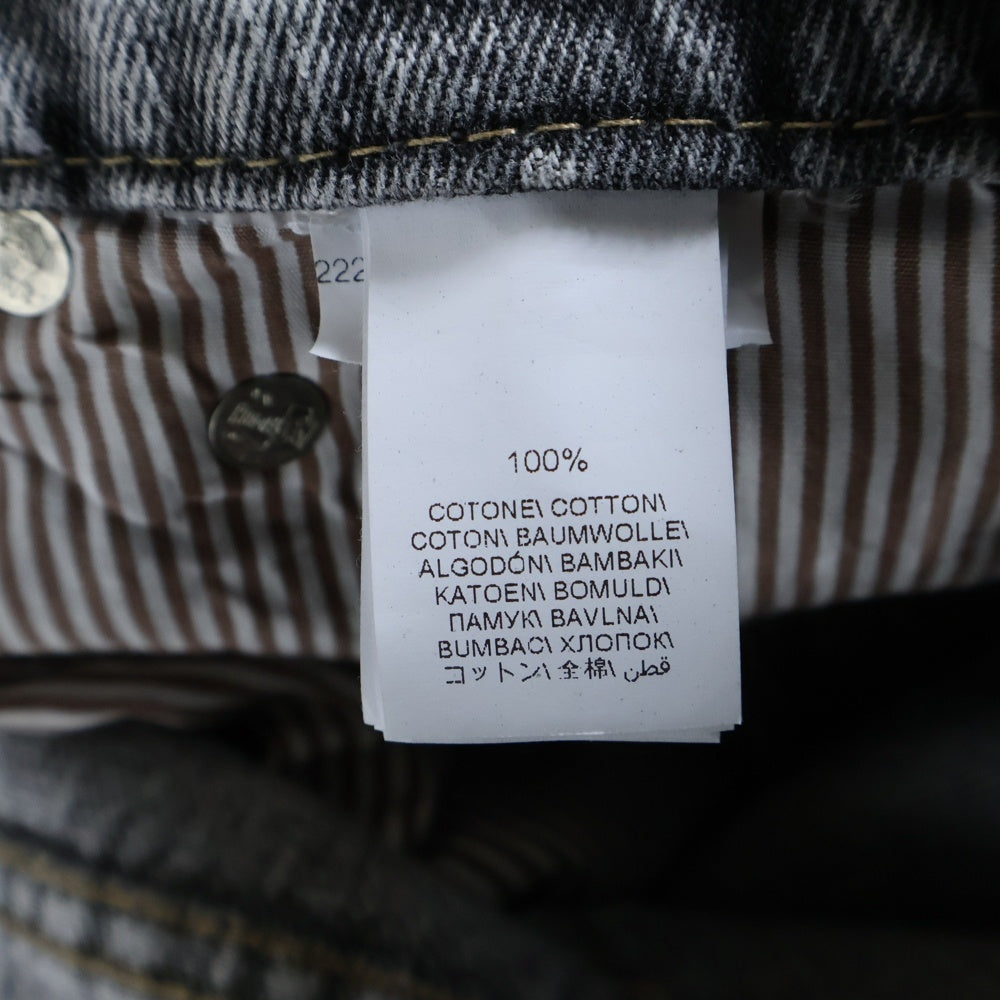 222
100%
COTONE\ COTTON\
COTON\ BAUMWOLLE\
ALGODÓN\ BAMBAKI\
KATOEN\ BOMULD\
ПАМУК\ BAVLNA\
BUMBAC\ ХЛОПОК\
コットン\ 全棉\ قطن